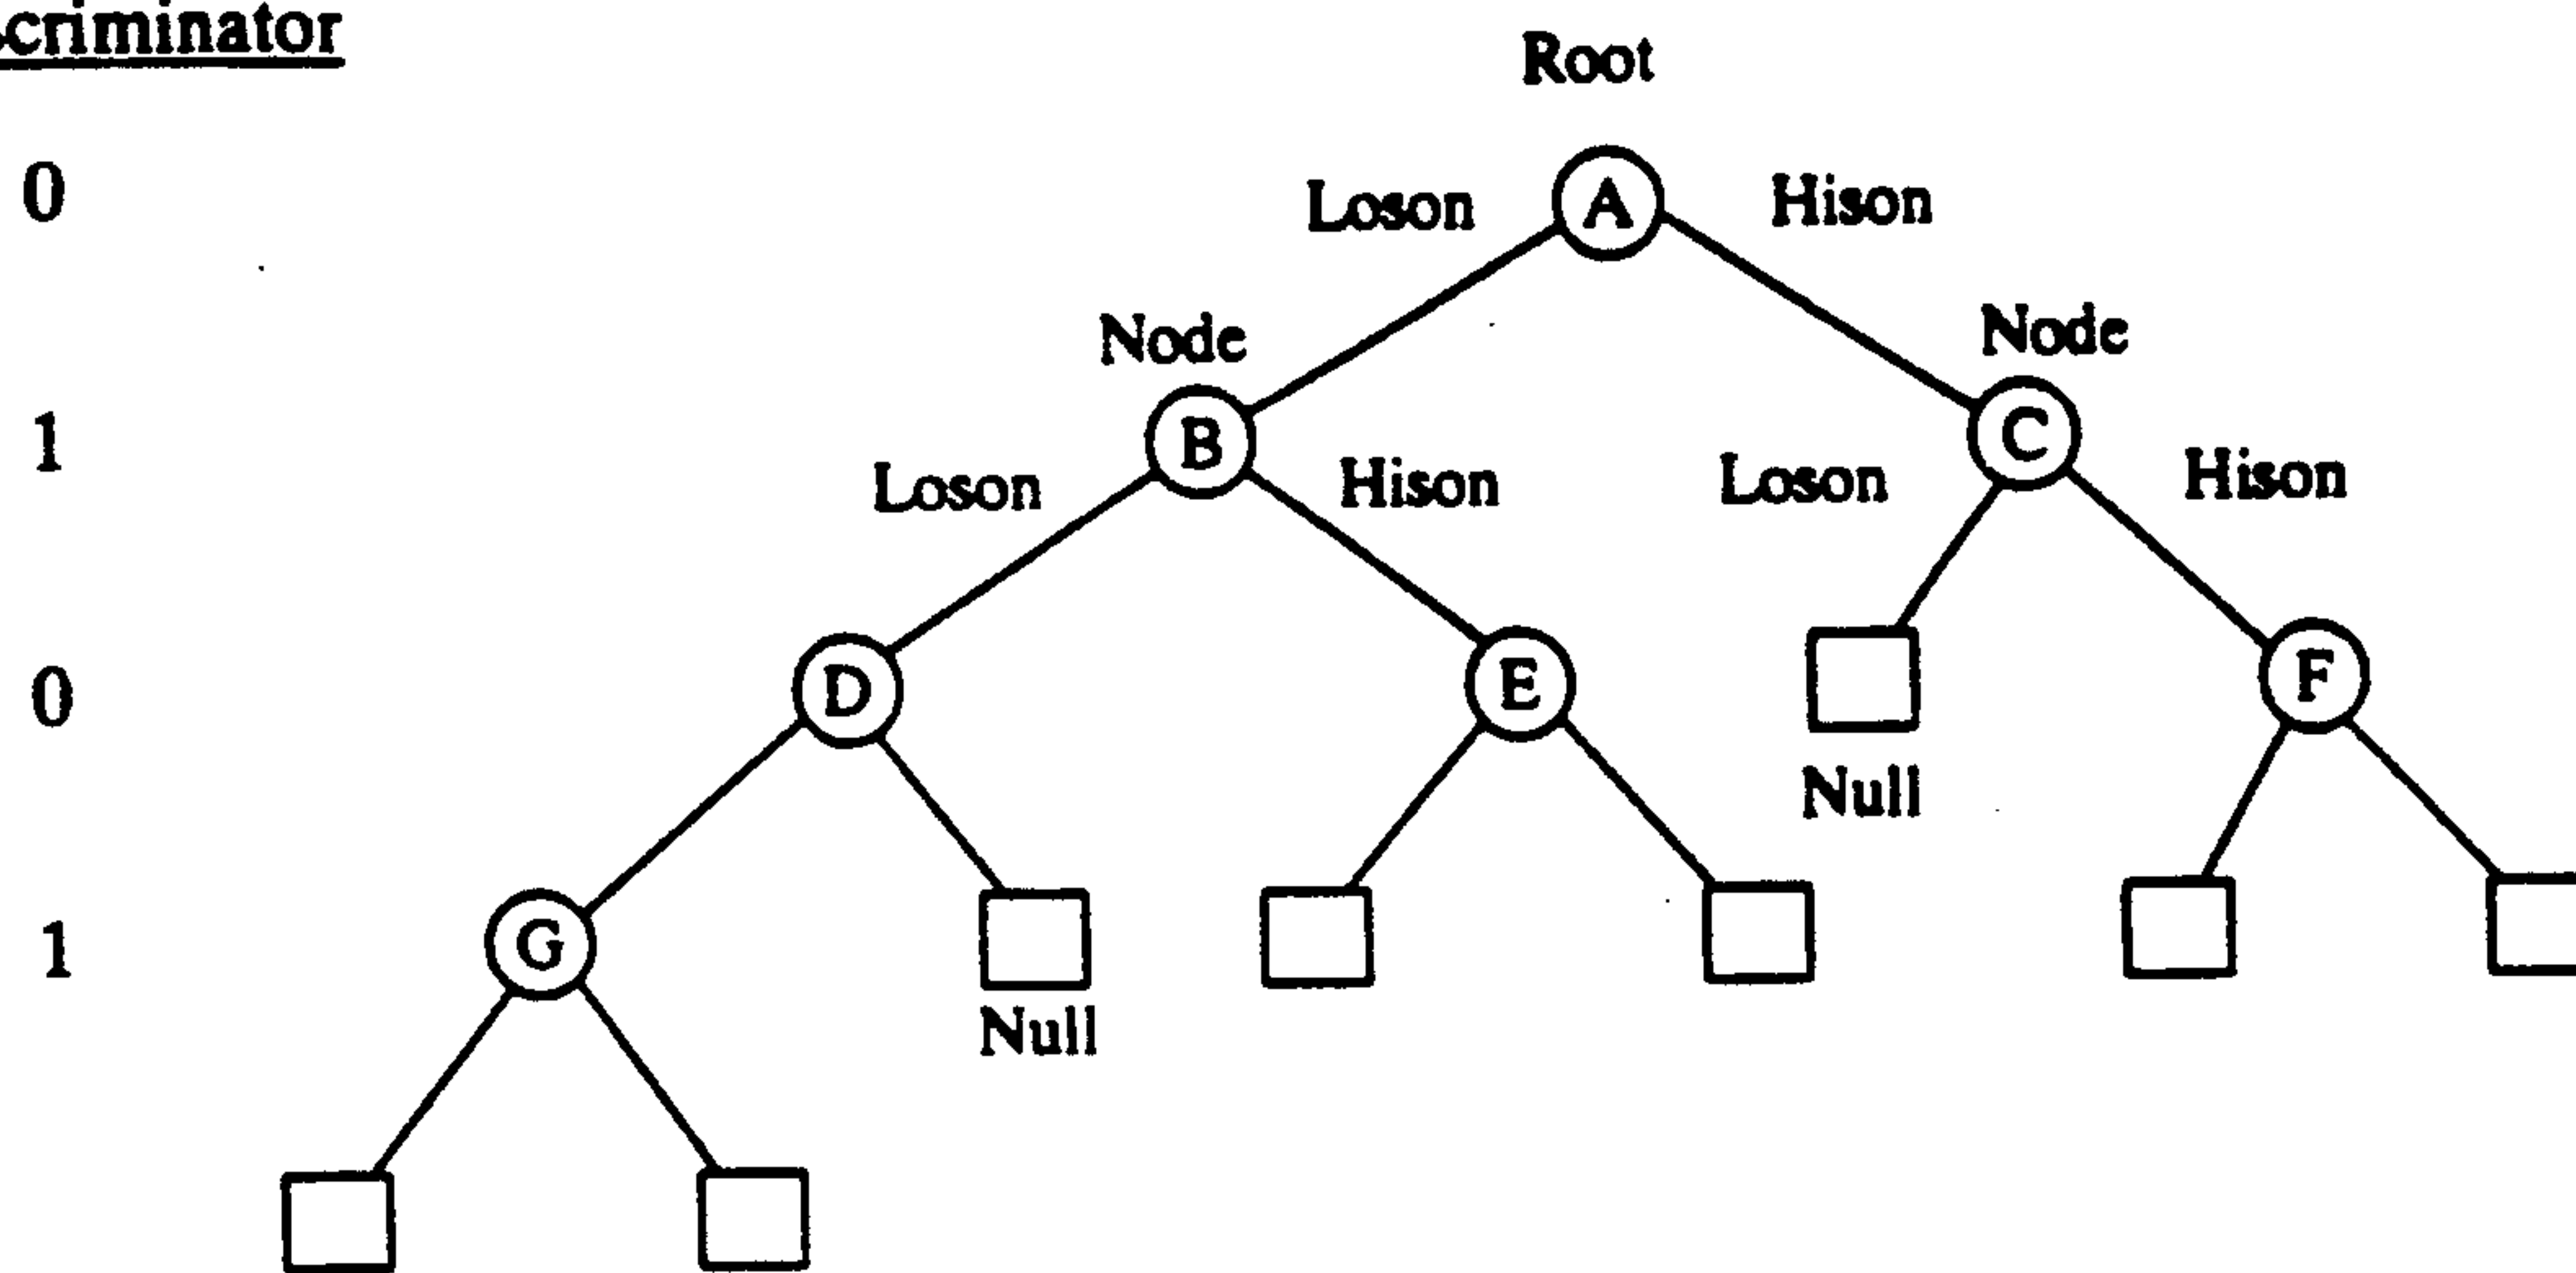 criminator
Root
0
Loson
A
Hison
Node
Node
1
B
C
Loson
Hison
Loson
Hison
0
D
E
F
Null
1
G
Null